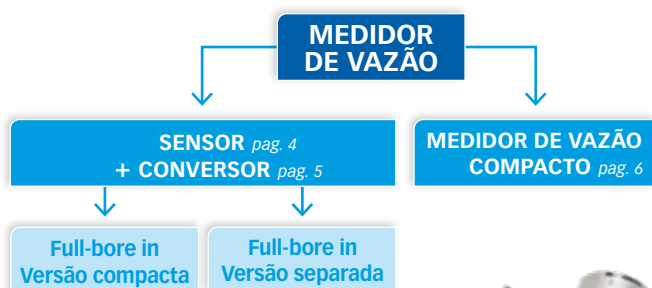 MEDIDOR
DE VAZÃO
SENSOR pag. 4
+ CONVERSOR pag. 5
MEDIDOR DE VAZÃO
COMPACTO pag. 6
Full-bore in
Versão compacta
Full-bore in
Versão separada